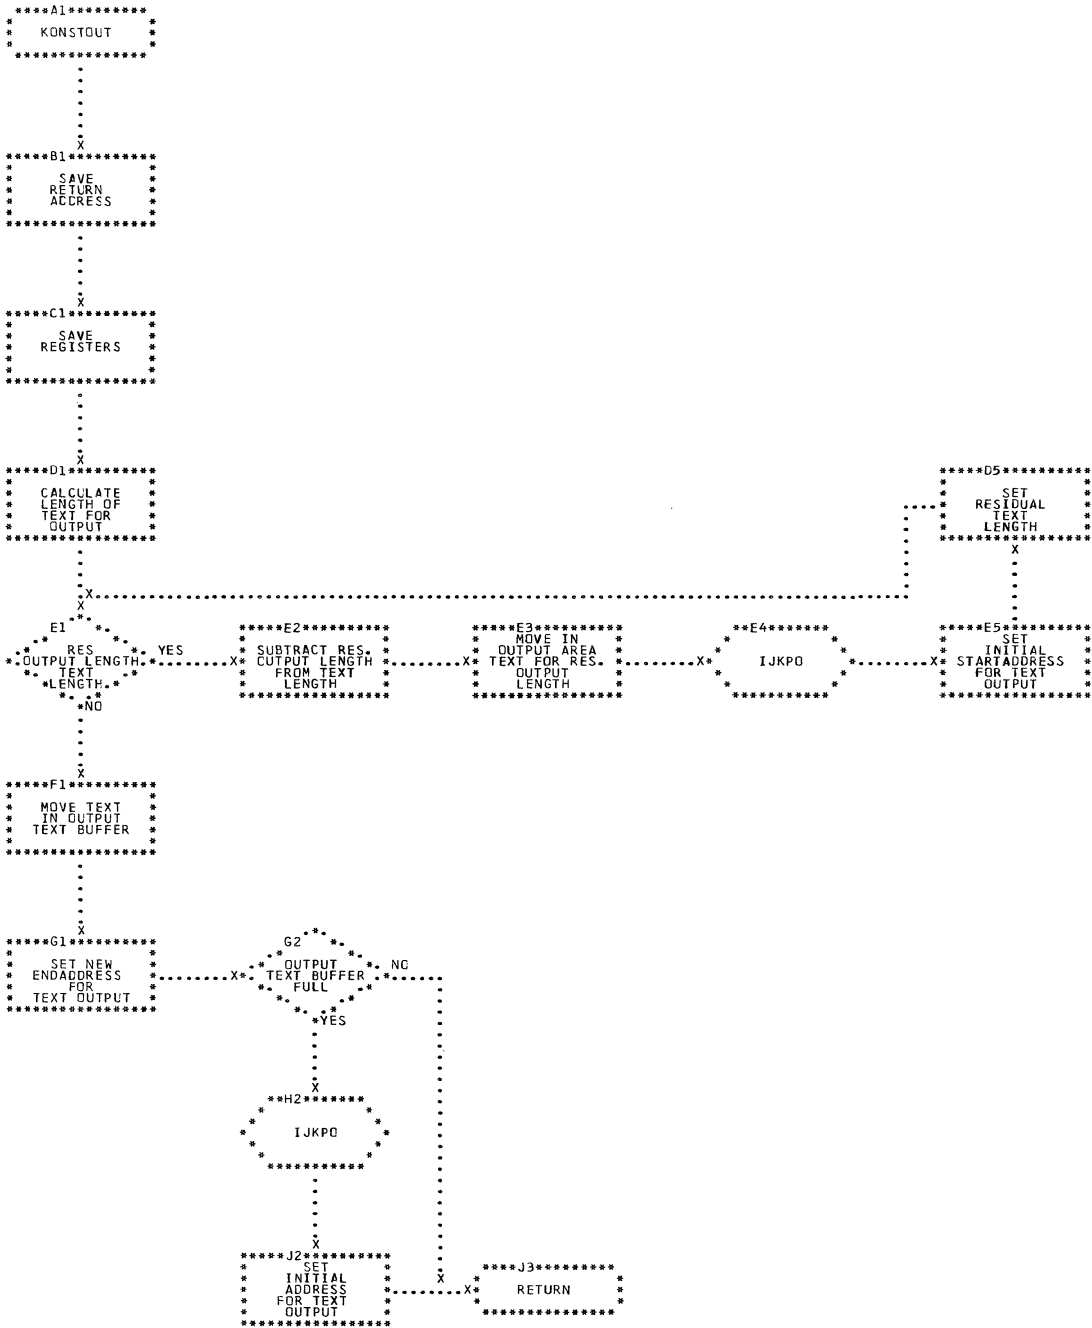 A1
KONSTOUT
B1
SAVE
RETURN
ADDRESS
C1
SAVE
REGISTERS
D1
CALCULATE
LENGTH OF
TEXT FOR
OUTPUT
D5
SET
RESIDUAL
TEXT
LENGTH
E1
RES
OUTPUT LENGTH
TEXT
LENGTH
YES
NO
E2
SUBTRACT RES.
OUTPUT LENGTH
FROM TEXT
LENGTH
E3
MOVE IN
OUTPUT AREA
TEXT FOR RES.
OUTPUT
LENGTH
E4
IJKPO
E5
SET
INITIAL
STARTADDRESS
FOR TEXT
OUTPUT
F1
MOVE TEXT
IN OUTPUT
TEXT BUFFER
G1
SET NEW
ENDADDRESS
FOR
TEXT OUTPUT
G2
OUTPUT
TEXT BUFFER
FULL
NO
YES
H2
IJKPO
J2
SET
INITIAL
ADDRESS
FOR TEXT
OUTPUT
J3
RETURN